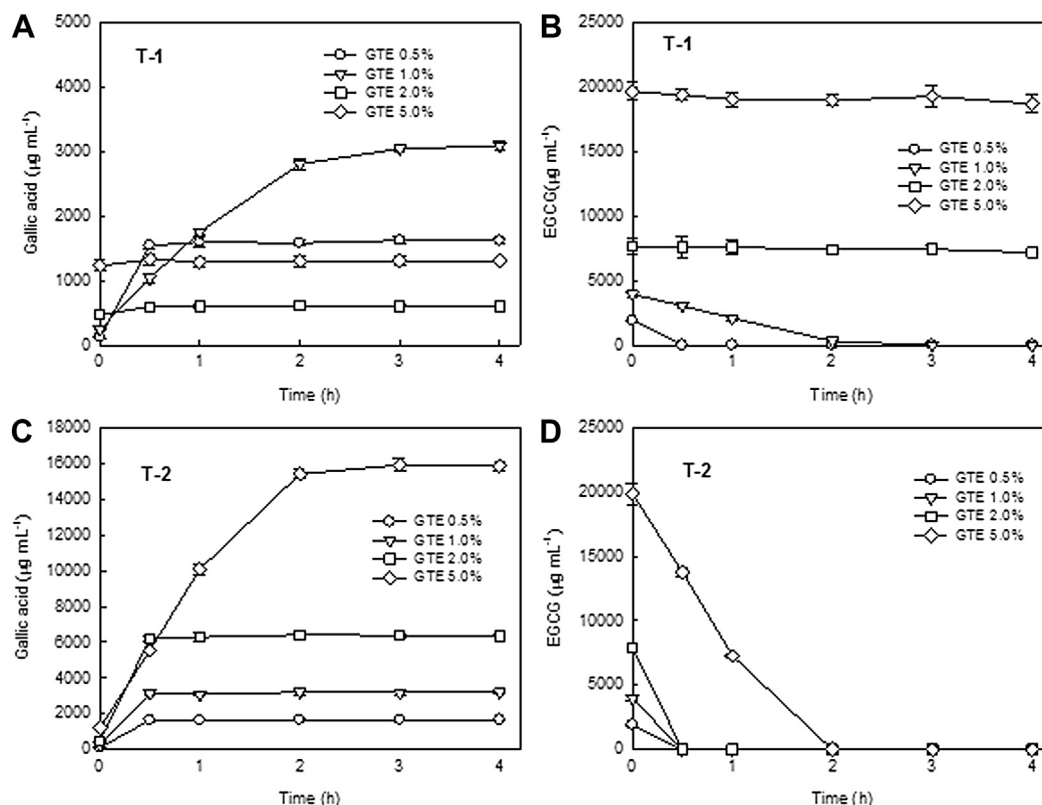 A
T-1
GTE 0.5%
GTE 1.0%
GTE 2.0%
GTE 5.0%
5000
4000
3000
2000
1000
0
Gallic acid (µg mL⁻¹)
0 1 2 3 4
Time (h)
B
T-1
GTE 0.5%
GTE 1.0%
GTE 2.0%
GTE 5.0%
25000
20000
15000
10000
5000
0
EGCG(µg mL⁻¹)
0 1 2 3 4
Time (h)
C
T-2
GTE 0.5%
GTE 1.0%
GTE 2.0%
GTE 5.0%
18000
16000
14000
12000
10000
8000
6000
4000
2000
0
Gallic acid (µg mL⁻¹)
0 1 2 3 4
Time (h)
D
T-2
GTE 0.5%
GTE 1.0%
GTE 2.0%
GTE 5.0%
25000
20000
15000
10000
5000
0
EGCG (µg mL⁻¹)
0 1 2 3 4
Time (h)